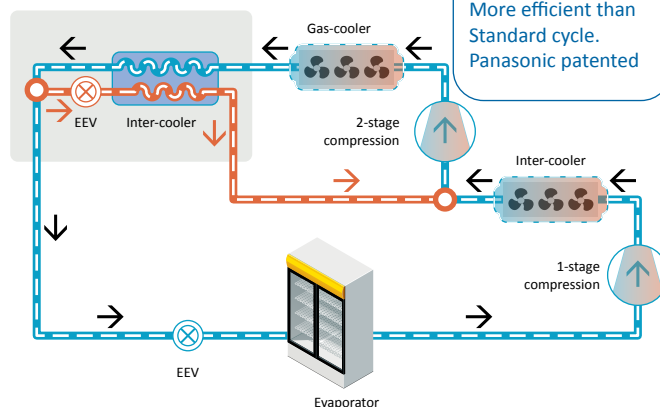 More efficient than
Standard cycle.
Panasonic patented
Gas-cooler
EEV
Inter-cooler
2-stage
compression
Inter-cooler
1-stage
compression
EEV
Evaporator